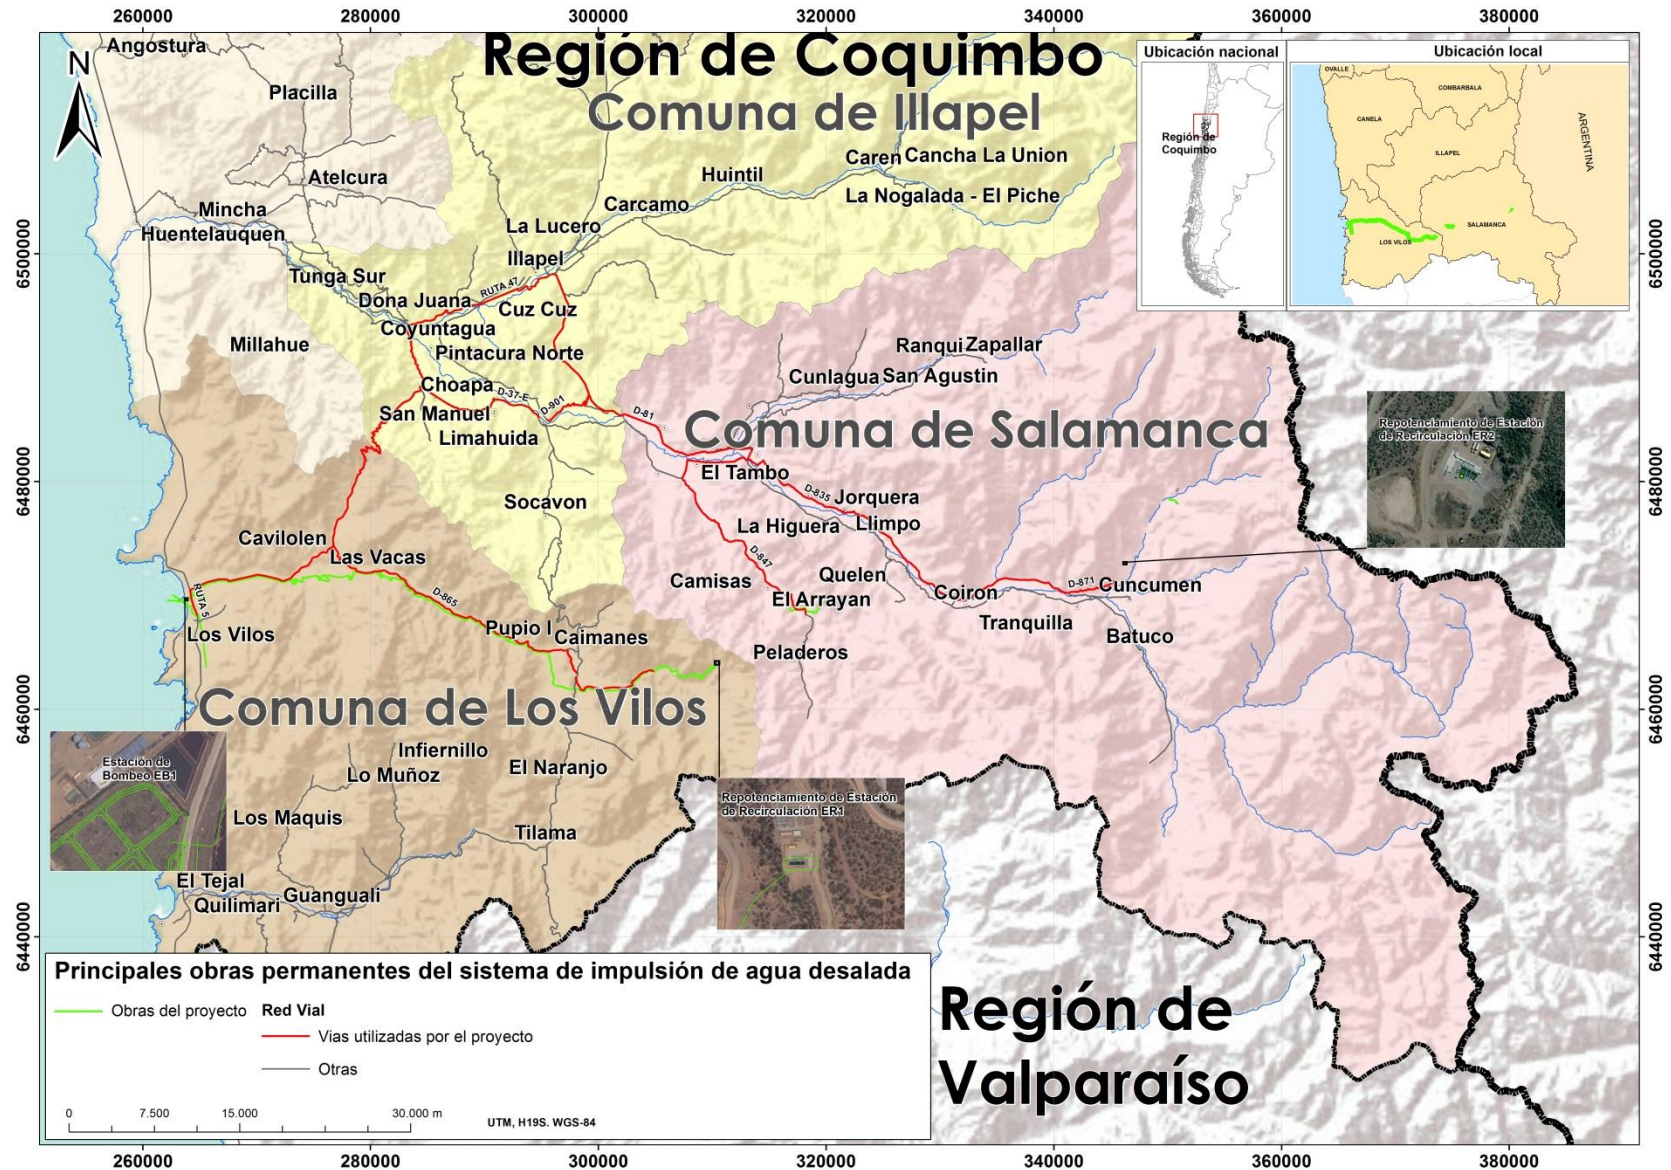 260000
280000
300000
320000
340000
360000
380000
Angostura
N
Región de Coquimbo
Comuna de Illapel
Ubicación nacional
Región de
Coquimbo
Ubicación local
OVALLE
COMBARBALA
CANELA
ILLAPEL
ARGENTINA
SALAMANCA
LOS VILOS
Placilla
Atelcura
Mincha
Huentelauquen
Tunga Sur
Caren
Cancha La Union
Huintil
La Nogalada - El Piche
Carcamo
La Lucero
Illapel
RUTA 47
Dona Juana
Cuz Cuz
Coyuntagua
Millahue
Pintacura Norte
Choapa
D-37-E
D-901
San Manuel
Limahuida
D-81
Ranqui
Zapallar
Cunlagua
San Agustin
Comuna de Salamanca
Repotenciamiento de Estación
de Recirculación ER2
El Tambo
D-835
Jorquera
Socavon
La Higuera
Llimpo
Cavilolen
Las Vacas
D-847
Camisas
Quelen
El Arrayan
Coiron
D-871
Cuncumen
Tranquilla
Batuco
RUTA 5
D-865
Los Vilos
Pupio I
Caimanes
Peladeros
Comuna de Los Vilos
Estación de
Bombeo EB1
Infiernillo
Lo Muñoz
El Naranjo
Los Maquis
Tilama
Repotenciamiento de Estación
de Recirculación ER1
El Tejal
Quilimari
Guanguali
Región de
Valparaíso
6500000
6480000
6460000
6440000
6500000
6480000
6460000
6440000
Principales obras permanentes del sistema de impulsión de agua desalada
Obras del proyecto
Red Vial
Vias utilizadas por el proyecto
Otras
0
7.500
15.000
30.000 m
UTM, H19S. WGS-84
260000
280000
300000
320000
340000
360000
380000